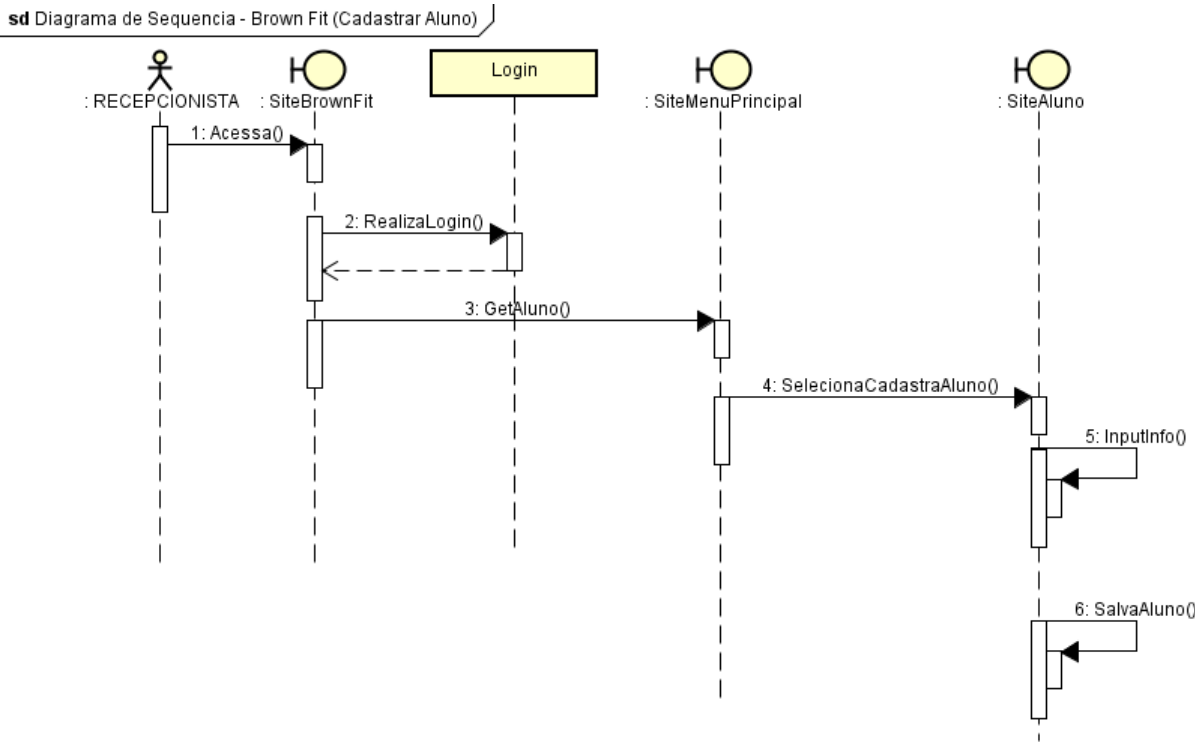 sd Diagrama de Sequencia - Brown Fit (Cadastrar Aluno)
: RECEPCIONISTA
: SiteBrownFit
Login
: SiteMenuPrincipal
: SiteAluno
1: Acessa()
2: RealizaLogin()
3: GetAluno()
4: SelecionaCadastraAluno()
5: InputInfo()
6: SalvaAluno()